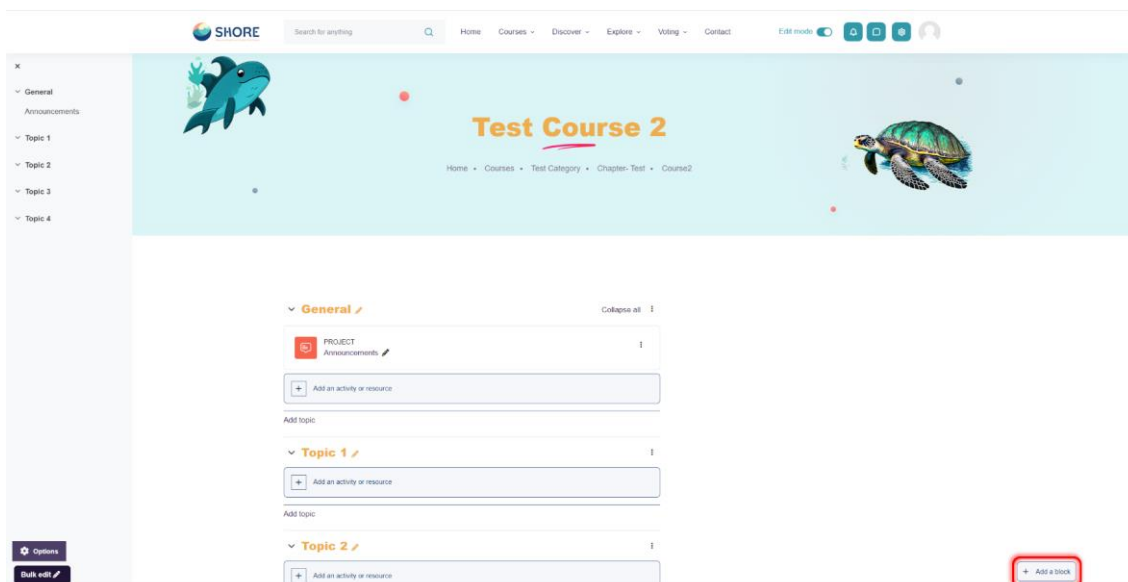 SHORE
Search for anything
Home Courses Discover Explore Voting Contact
Edit mode
General
Announcements
Topic 1
Topic 2
Topic 3
Topic 4
Test Course 2
Home • Courses • Test Category • Chapter- Test • Course2
General
Collapse all
PROJECT
Announcements
Add an activity or resource
Add topic
Topic 1
Add an activity or resource
Add topic
Topic 2
Add an activity or resource
Options
Bulk edit
+ Add a block